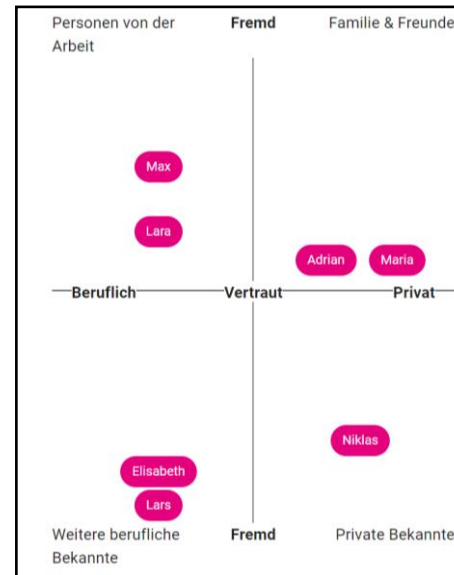 Personen von der Arbeit
Fremd
Familie & Freunde
Max
Lara
Adrian
Maria
Beruflich
Vertraut
Privat
Niklas
Elisabeth
Lars
Weitere berufliche Bekannte
Fremd
Private Bekannte